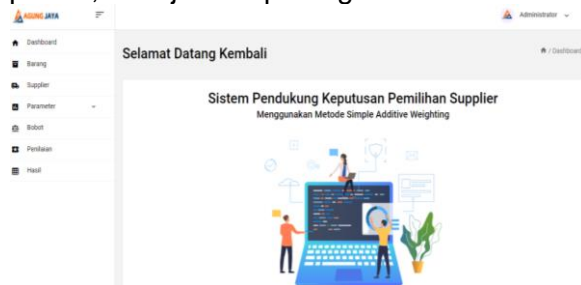 AGUNG JAYA
Administrator
Dashboard
Barang
Supplier
Parameter
Bobot
Penilaian
Hasil
Selamat Datang Kembali
/ Dashboard
Sistem Pendukung Keputusan Pemilihan Supplier
Menggunakan Metode Simple Additive Weighting